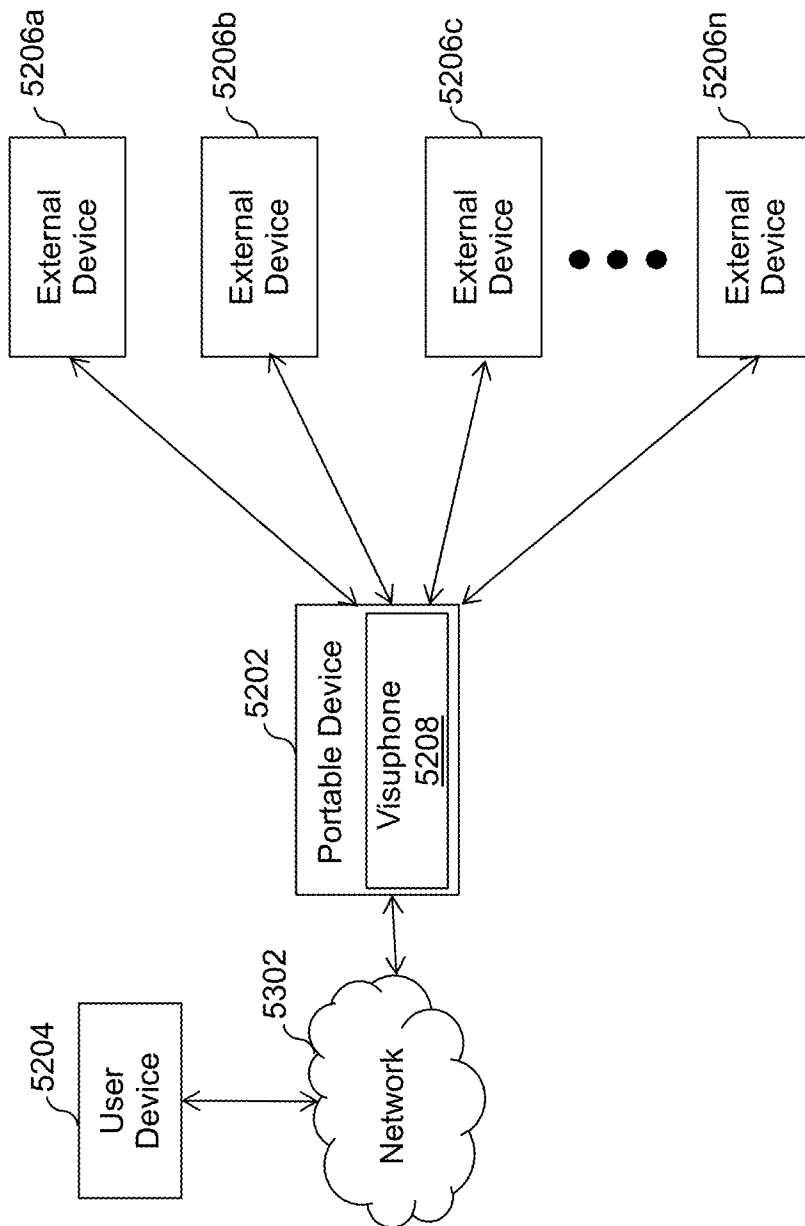 5204
User
Device
5302
Network
5202
Portable Device
Visuphone
5208
5206a
External
Device
5206b
External
Device
5206c
External
Device
5206n
External
Device